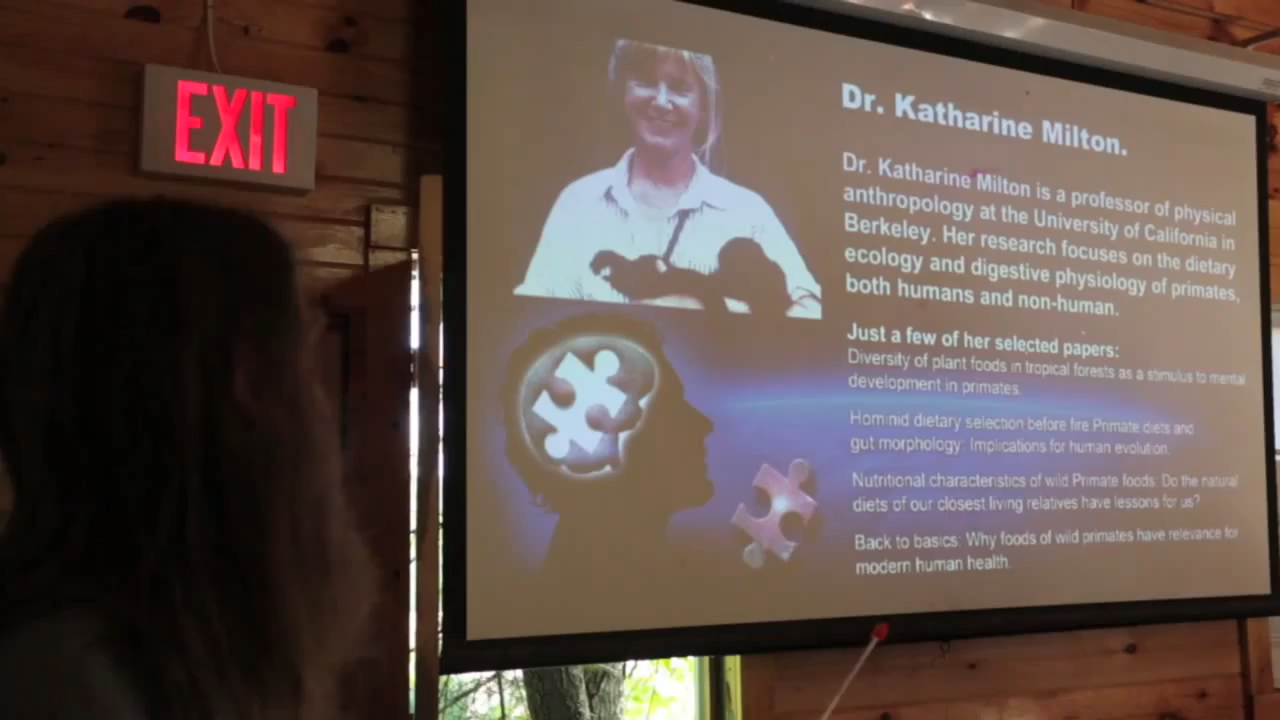 EXIT
Dr. Katharine Milton.
Dr. Katharine Milton is a professor of physical
anthropology at the University of California in
Berkeley. Her research focuses on the dietary
ecology and digestive physiology of primates,
both humans and non-human.
Just a few of her selected papers:
Diversity of plant foods in tropical forests as a stimulus to mental
development in primates.
Hominid dietary selection before fire Primate diets and
gut morphology: Implications for human evolution.
Nutritional characteristics of wild Primate foods: Do the natural
diets of our closest living relatives have lessons for us?
Back to basics: Why foods of wild primates have relevance for
modern human health.